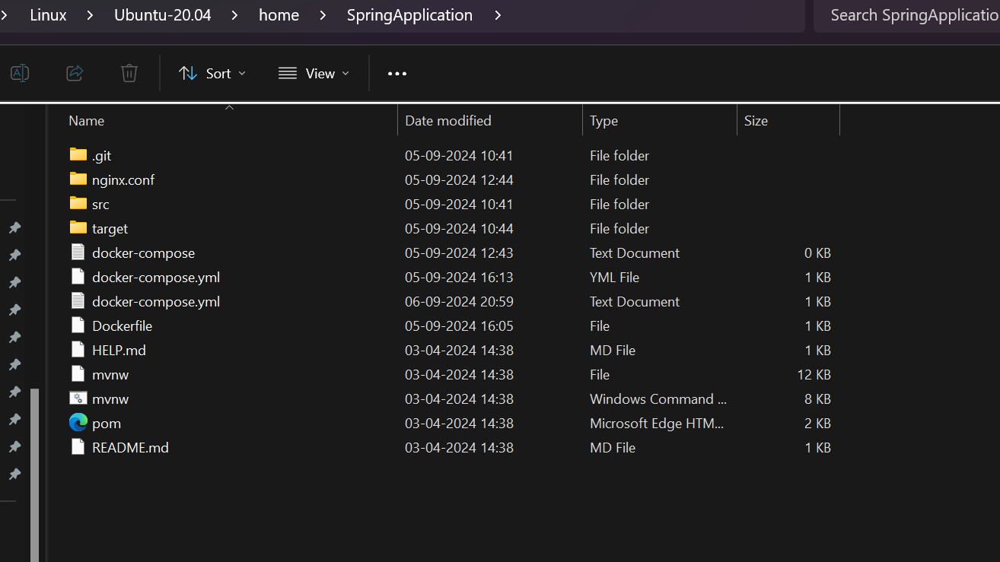 Linux Ubuntu-20.04 home SpringApplication Search SpringApplicatio
Sort View
Name Date modified Type Size
.git 05-09-2024 10:41 File folder
nginx.conf 05-09-2024 12:44 File folder
src 05-09-2024 10:41 File folder
target 05-09-2024 10:44 File folder
docker-compose 05-09-2024 12:43 Text Document 0 KB
docker-compose.yml 05-09-2024 16:13 YML File 1 KB
docker-compose.yml 06-09-2024 20:59 Text Document 1 KB
Dockerfile 05-09-2024 16:05 File 1 KB
HELP.md 03-04-2024 14:38 MD File 1 KB
mvnw 03-04-2024 14:38 File 12 KB
mvnw 03-04-2024 14:38 Windows Command ... 8 KB
pom 03-04-2024 14:38 Microsoft Edge HTM... 2 KB
README.md 03-04-2024 14:38 MD File 1 KB